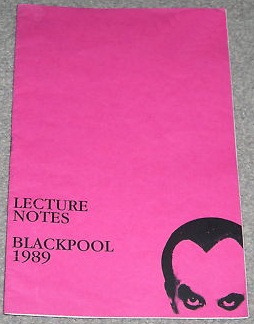 LECTURE
NOTES
BLACKPOOL
1989